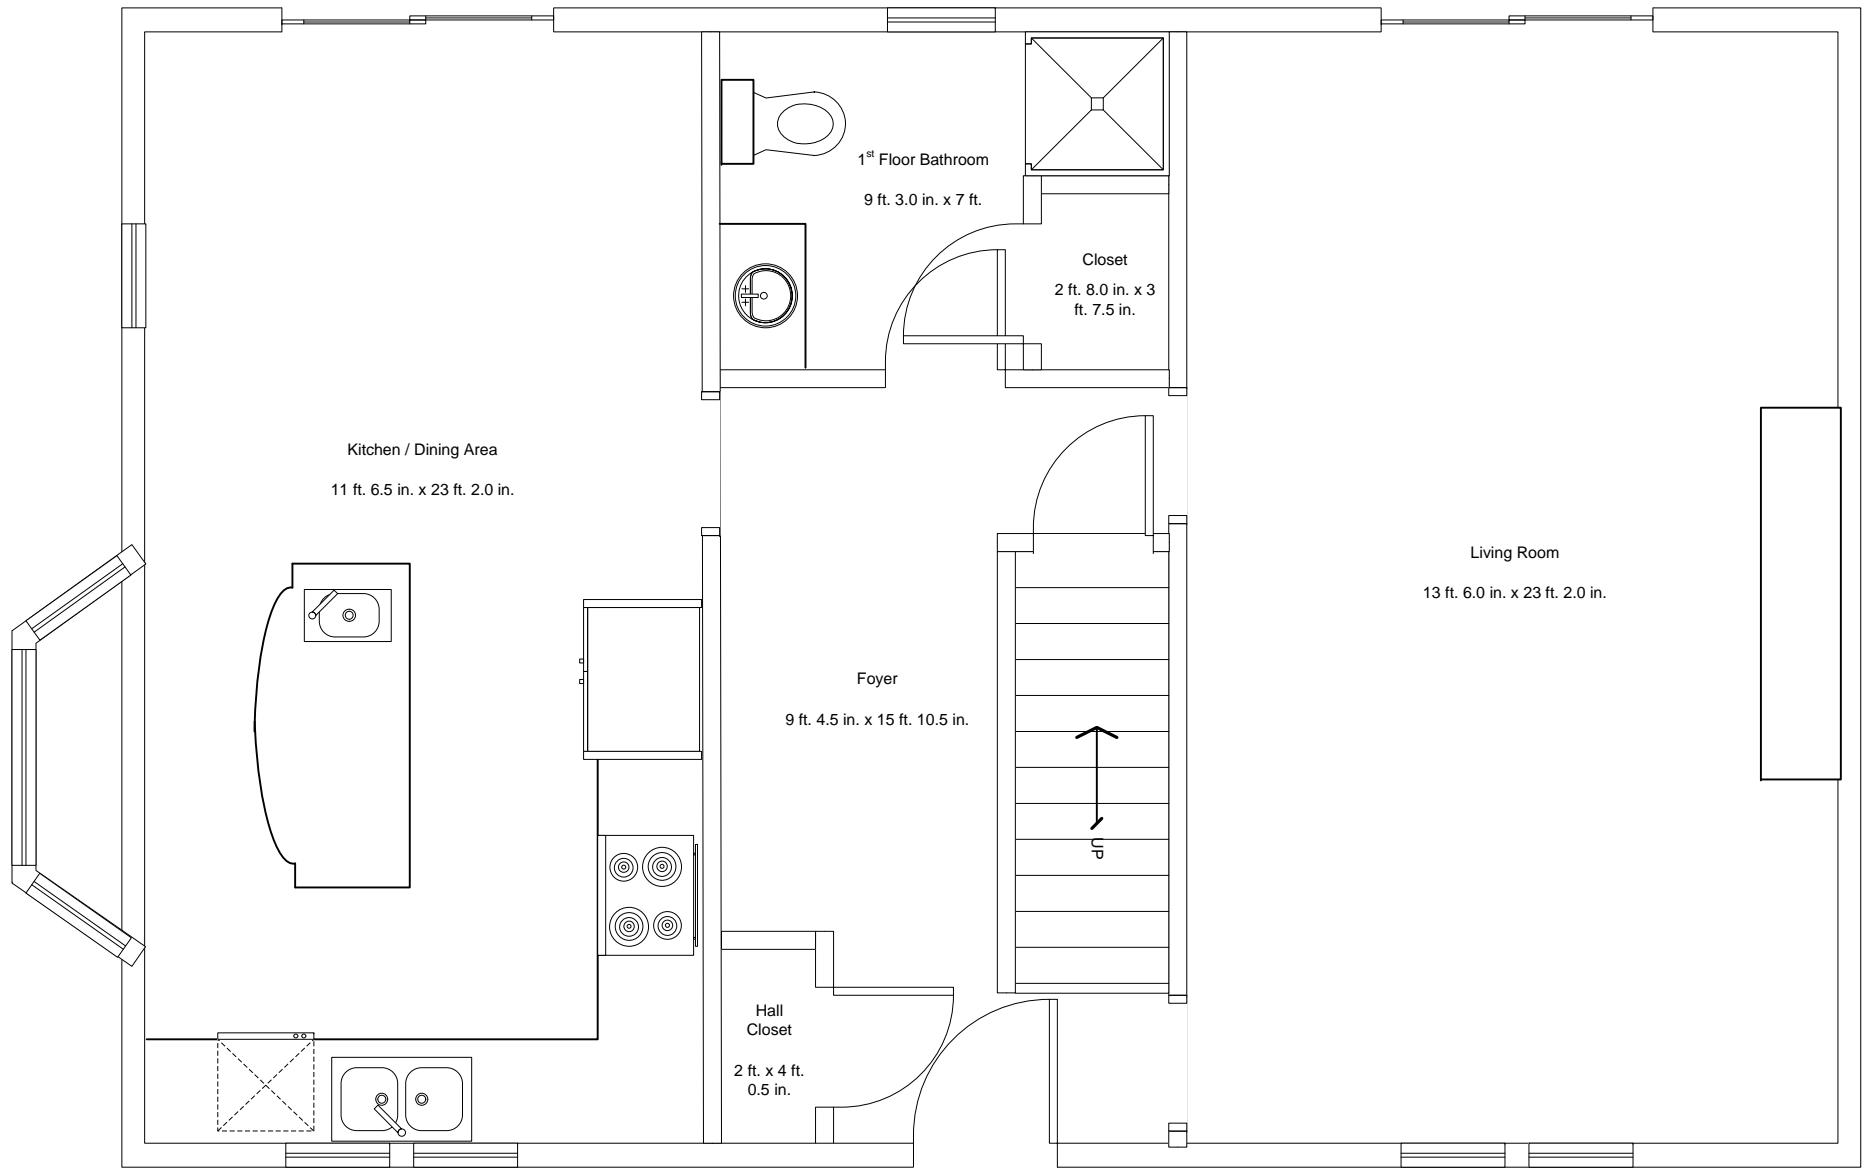 1st Floor Bathroom
9 ft. 3.0 in. x 7 ft.
Closet
2 ft. 8.0 in. x 3
ft. 7.5 in.
Kitchen / Dining Area
11 ft. 6.5 in. x 23 ft. 2.0 in.
Living Room
13 ft. 6.0 in. x 23 ft. 2.0 in.
Foyer
9 ft. 4.5 in. x 15 ft. 10.5 in.
UP
Hall
Closet
2 ft. x 4 ft.
0.5 in.